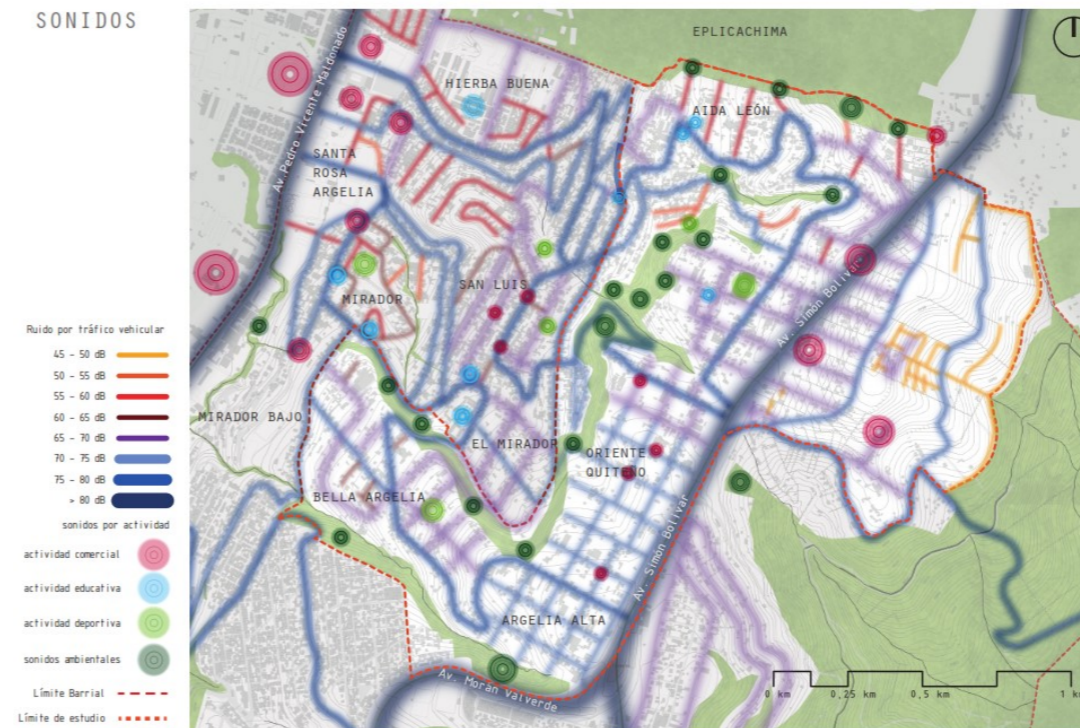 SONIDOS
EPLICACHIMA
Av. Pedro Vicente Maldonado
HIERBA BUENA
AIDA LEÓN
SANTA
ROSA
ARGELIA
SAN LUIS
MIRADOR
Av. Simón Bolívar
MIRADOR BAJO
EL MIRADOR
ORIENTE
QUITEÑO
BELLA ARGELIA
Av. Simón Bolívar
ARGELIA ALTA
Av. Morán Valverde
0 km 0,25 km 0,5 km 1 km
Ruido por tráfico vehicular
45 - 50 dB
50 - 55 dB
55 - 60 dB
60 - 65 dB
65 - 70 dB
70 - 75 dB
75 - 80 dB
> 80 dB
sonidos por actividad
actividad comercial
actividad educativa
actividad deportiva
sonidos ambientales
Límite Barrial
Límite de estudio